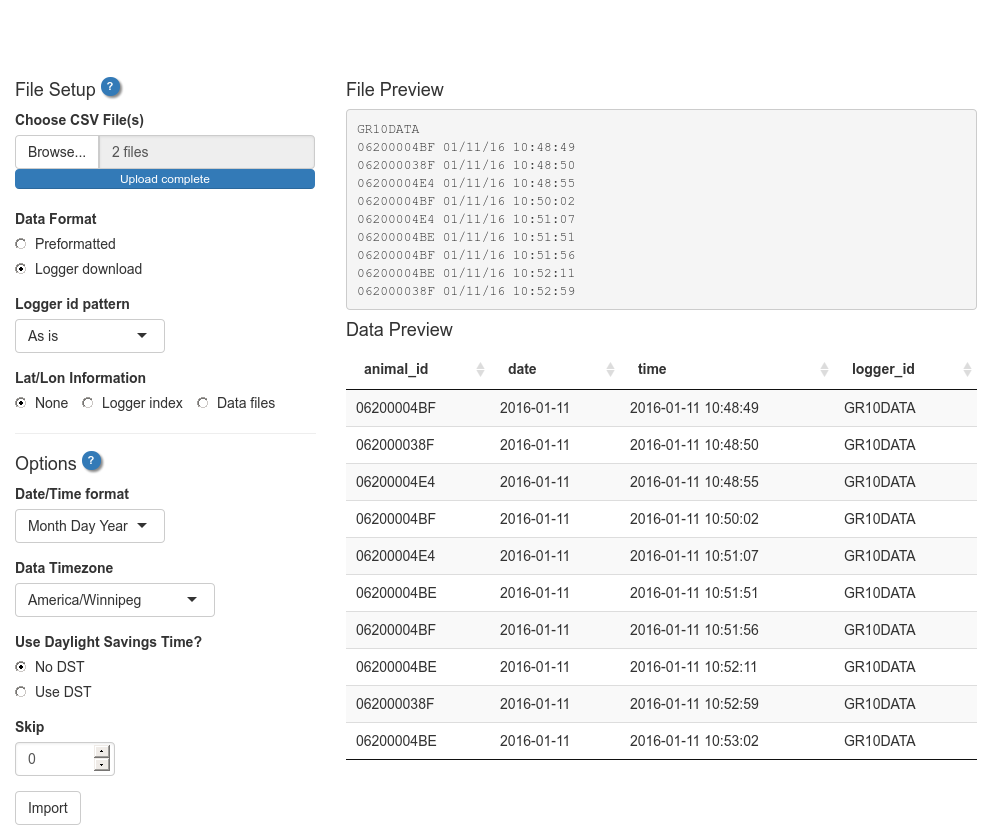 File Setup ?
Choose CSV File(s)
Browse... 2 files
Upload complete
Data Format
Preformatted
Logger download
Logger id pattern
As is
Lat/Lon Information
None Logger index Data files
Options ?
Date/Time format
Month Day Year
Data Timezone
America/Winnipeg
Use Daylight Savings Time?
No DST
Use DST
Skip
0
Import
File Preview
GR10DATA
06200004BF 01/11/16 10:48:49
062000038F 01/11/16 10:48:50
06200004E4 01/11/16 10:48:55
06200004BF 01/11/16 10:50:02
06200004E4 01/11/16 10:51:07
06200004BE 01/11/16 10:51:51
06200004BF 01/11/16 10:51:56
06200004BE 01/11/16 10:52:11
062000038F 01/11/16 10:52:59
Data Preview
animal_id date time logger_id
06200004BF 2016-01-11 2016-01-11 10:48:49 GR10DATA
062000038F 2016-01-11 2016-01-11 10:48:50 GR10DATA
06200004E4 2016-01-11 2016-01-11 10:48:55 GR10DATA
06200004BF 2016-01-11 2016-01-11 10:50:02 GR10DATA
06200004E4 2016-01-11 2016-01-11 10:51:07 GR10DATA
06200004BE 2016-01-11 2016-01-11 10:51:51 GR10DATA
06200004BF 2016-01-11 2016-01-11 10:51:56 GR10DATA
06200004BE 2016-01-11 2016-01-11 10:52:11 GR10DATA
062000038F 2016-01-11 2016-01-11 10:52:59 GR10DATA
06200004BE 2016-01-11 2016-01-11 10:53:02 GR10DATA